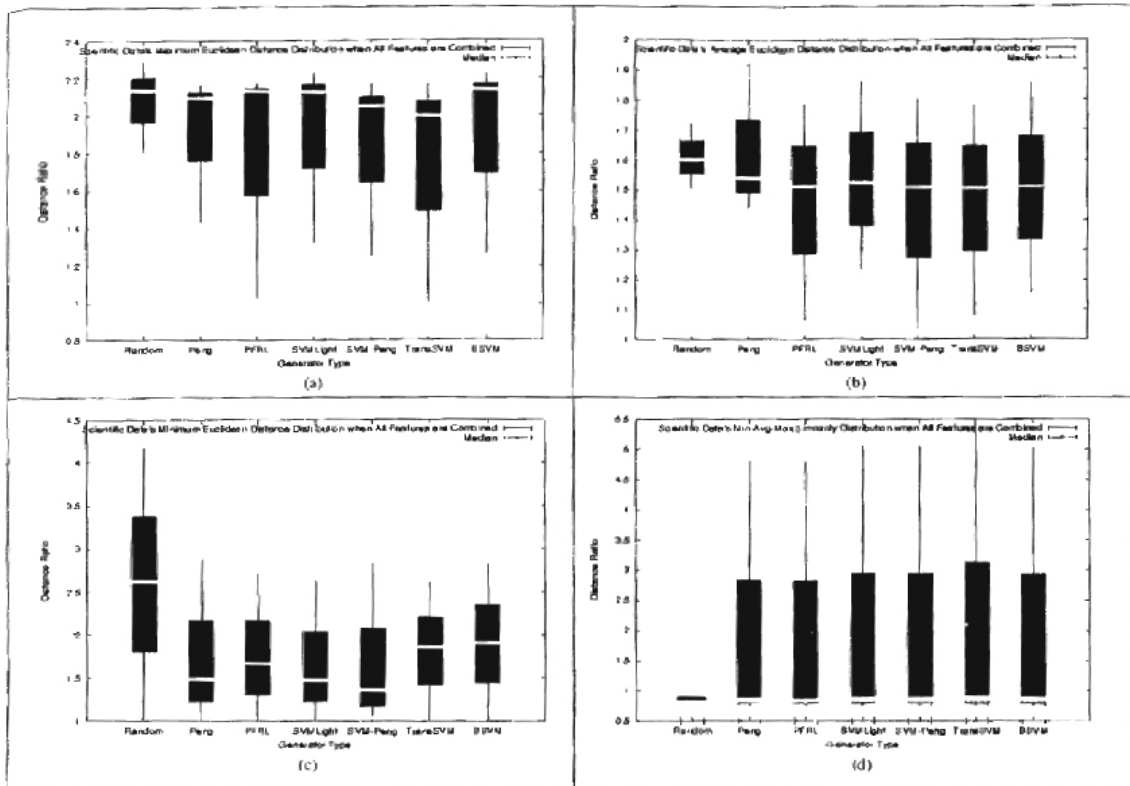 Scientific Data's Maximum Euclidean Distance Distribution when All Features are Combined
Median
2.4
2.2
2
1.8
1.6
1.4
1.2
1
0.8
Distance Ratio
Random Peng PFRL SVMLight SVM-Peng TransSVM BSVM
Generator Type
(a)
Scientific Data's Average Euclidean Distance Distribution when All Features are Combined
Median
2
1.9
1.8
1.7
1.6
1.5
1.4
1.3
1.2
1.1
1
Distance Ratio
Random Peng PFRL SVMLight SVM-Peng TransSVM BSVM
Generator Type
(b)
Scientific Data's Minimum Euclidean Distance Distribution when All Features are Combined
Median
4.5
4
3.5
3
2.5
2
1.5
1
Distance Ratio
Random Peng PFRL SVMLight SVM-Peng TransSVM BSVM
Generator Type
(c)
Scientific Data's Min-Avg-Max Similarity Distribution when All Features are Combined
Median
5.5
5
4.5
4
3.5
3
2.5
2
1.5
1
0.5
Distance Ratio
Random Peng PFRL SVMLight SVM-Peng TransSVM BSVM
Generator Type
(d)